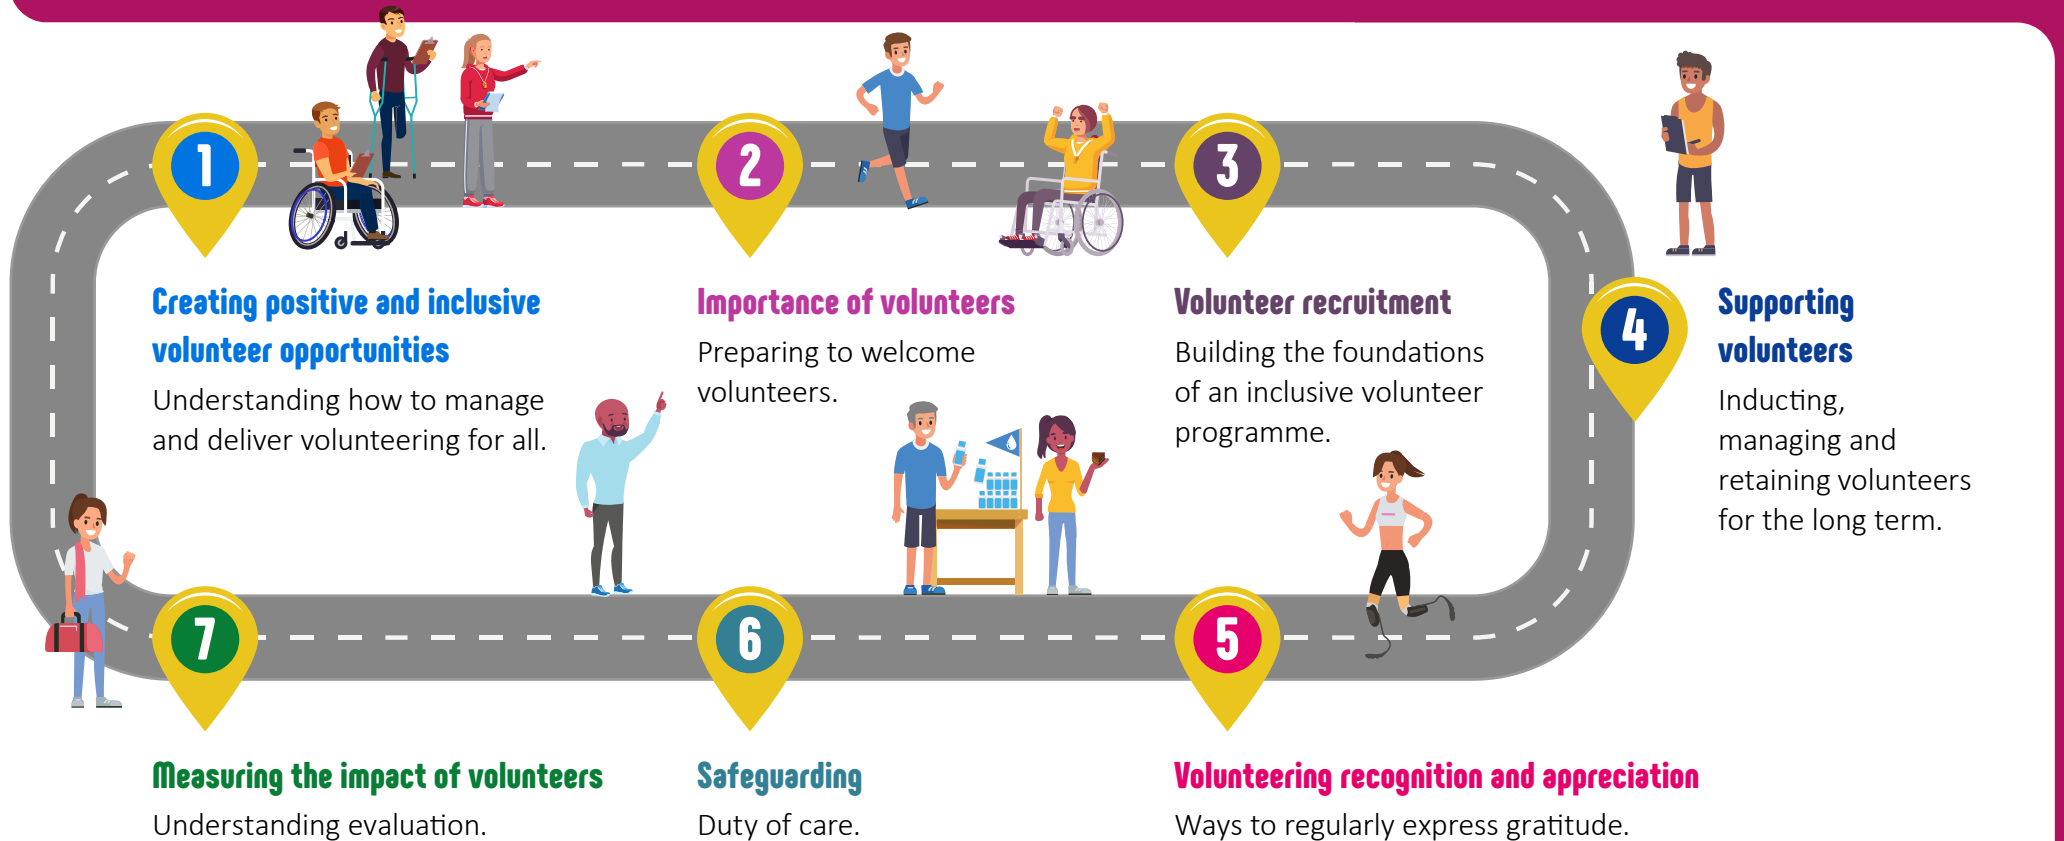 1
Creating positive and inclusive
volunteer opportunities
Understanding how to manage
and deliver volunteering for all.
2
Importance of volunteers
Preparing to welcome
volunteers.
3
Volunteer recruitment
Building the foundations
of an inclusive volunteer
programme.
4
Supporting
volunteers
Inducting,
managing and
retaining volunteers
for the long term.
5
Volunteering recognition and appreciation
Ways to regularly express gratitude.
6
Safeguarding
Duty of care.
7
Measuring the impact of volunteers
Understanding evaluation.